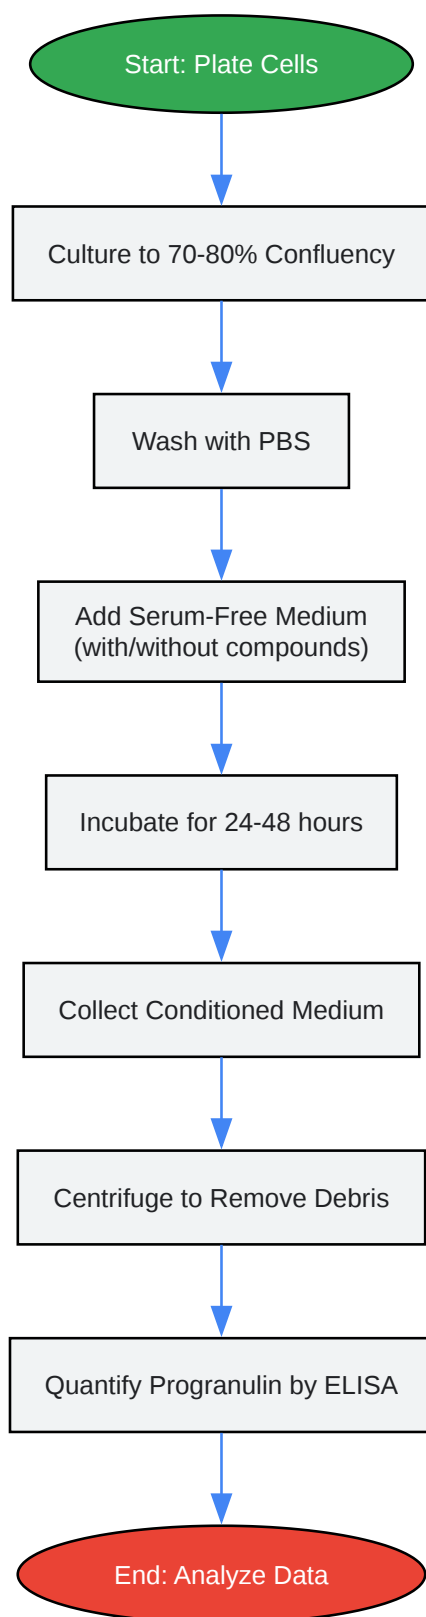 Start: Plate Cells
Culture to 70-80% Confluency
Wash with PBS
Add Serum-Free Medium
(with/without compounds)
Incubate for 24-48 hours
Collect Conditioned Medium
Centrifuge to Remove Debris
Quantify Progranulin by ELISA
End: Analyze Data